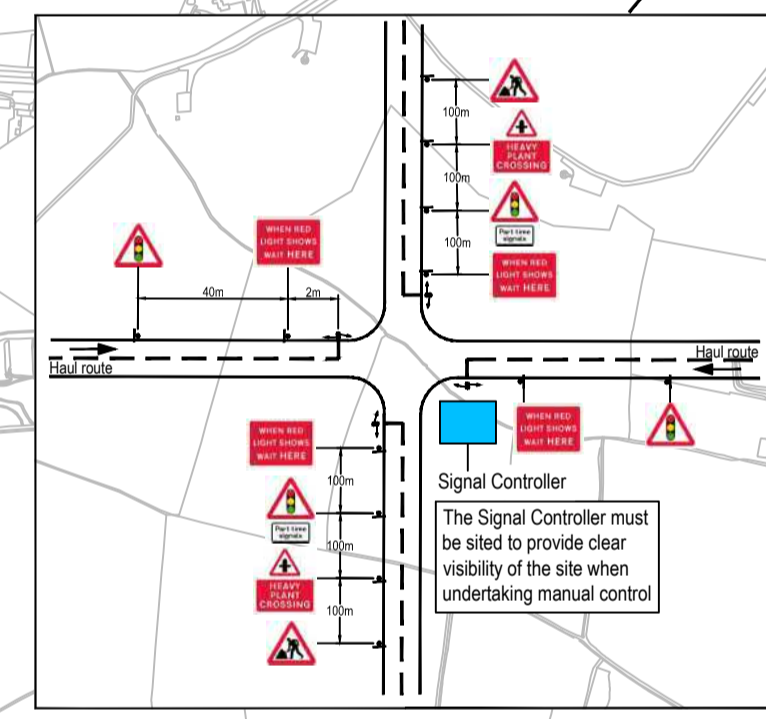 100m
HEAVY
PLANT
CROSSING
100m
Part time
signals
100m
WHEN RED
LIGHT SHOWS
WAIT HERE
WHEN RED
LIGHT SHOWS
WAIT HERE
40m
2m
Haul route
Haul route
WHEN RED
LIGHT SHOWS
WAIT HERE
Signal Controller
The Signal Controller must
be sited to provide clear
visibility of the site when
undertaking manual control
WHEN RED
LIGHT SHOWS
WAIT HERE
100m
Part time
signals
100m
HEAVY
PLANT
CROSSING
100m